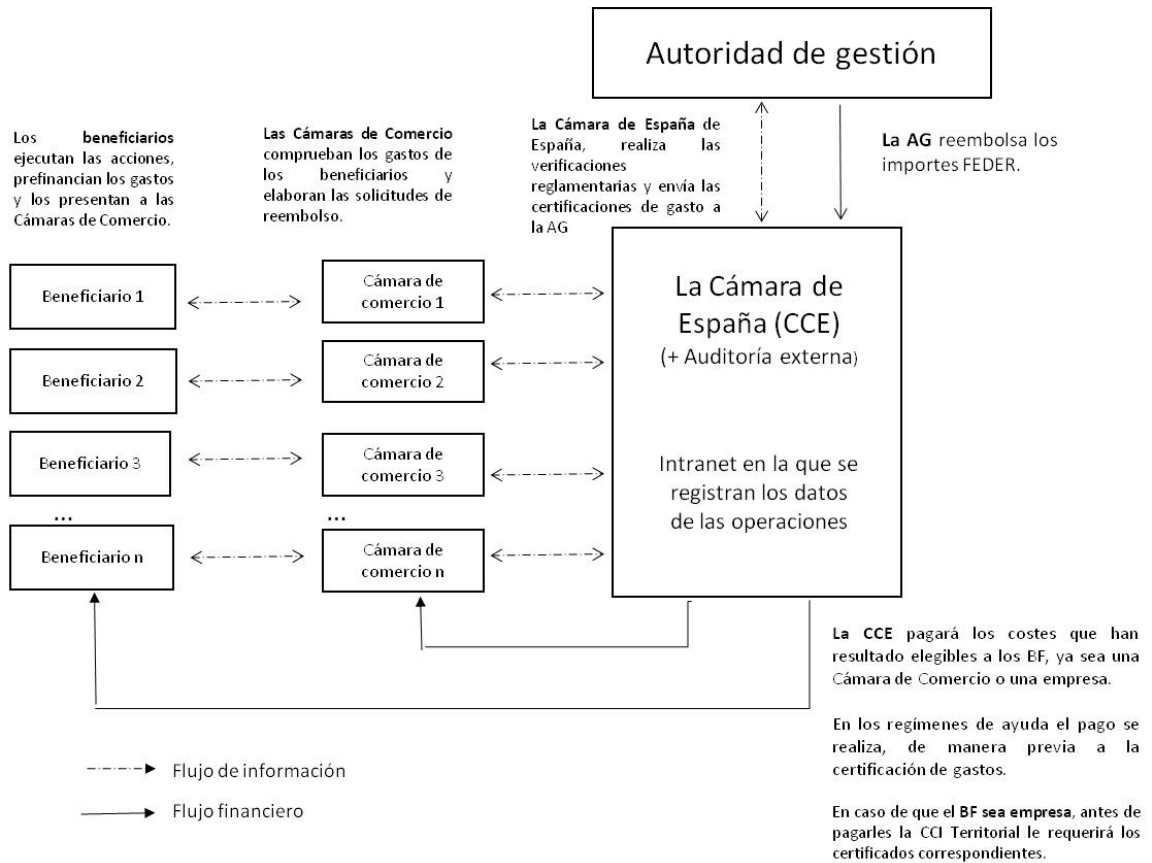 Autoridad de gestión
Los beneficiarios
ejecutan las acciones,
prefinancian los gastos
y los presentan a las
Cámaras de Comercio.
Las Cámaras de Comercio
comprueban los gastos de
los beneficiarios y
elaboran las solicitudes de
reembolso.
La Cámara de España de
España, realiza las
verificaciones
reglamentarias y envía las
certificaciones de gasto a
la AG
La AG reembolsa los
importes FEDER.
Beneficiario 1
Cámara de
comercio 1
Beneficiario 2
Cámara de
comercio 2
Beneficiario 3
Cámara de
comercio 3
...
...
Beneficiario n
Cámara de
comercio n
La Cámara de
España (CCE)
(+ Auditoría externa)
Intranet en la que se
registran los datos
de las operaciones
La CCE pagará los costes que han
resultado elegibles a los BF, ya sea una
Cámara de Comercio o una empresa.
En los regímenes de ayuda el pago se
realiza, de manera previa a la
certificación de gastos.
En caso de que el BF sea empresa, antes de
pagarles la CCI Territorial le requerirá los
certificados correspondientes.
Flujo de información
Flujo financiero